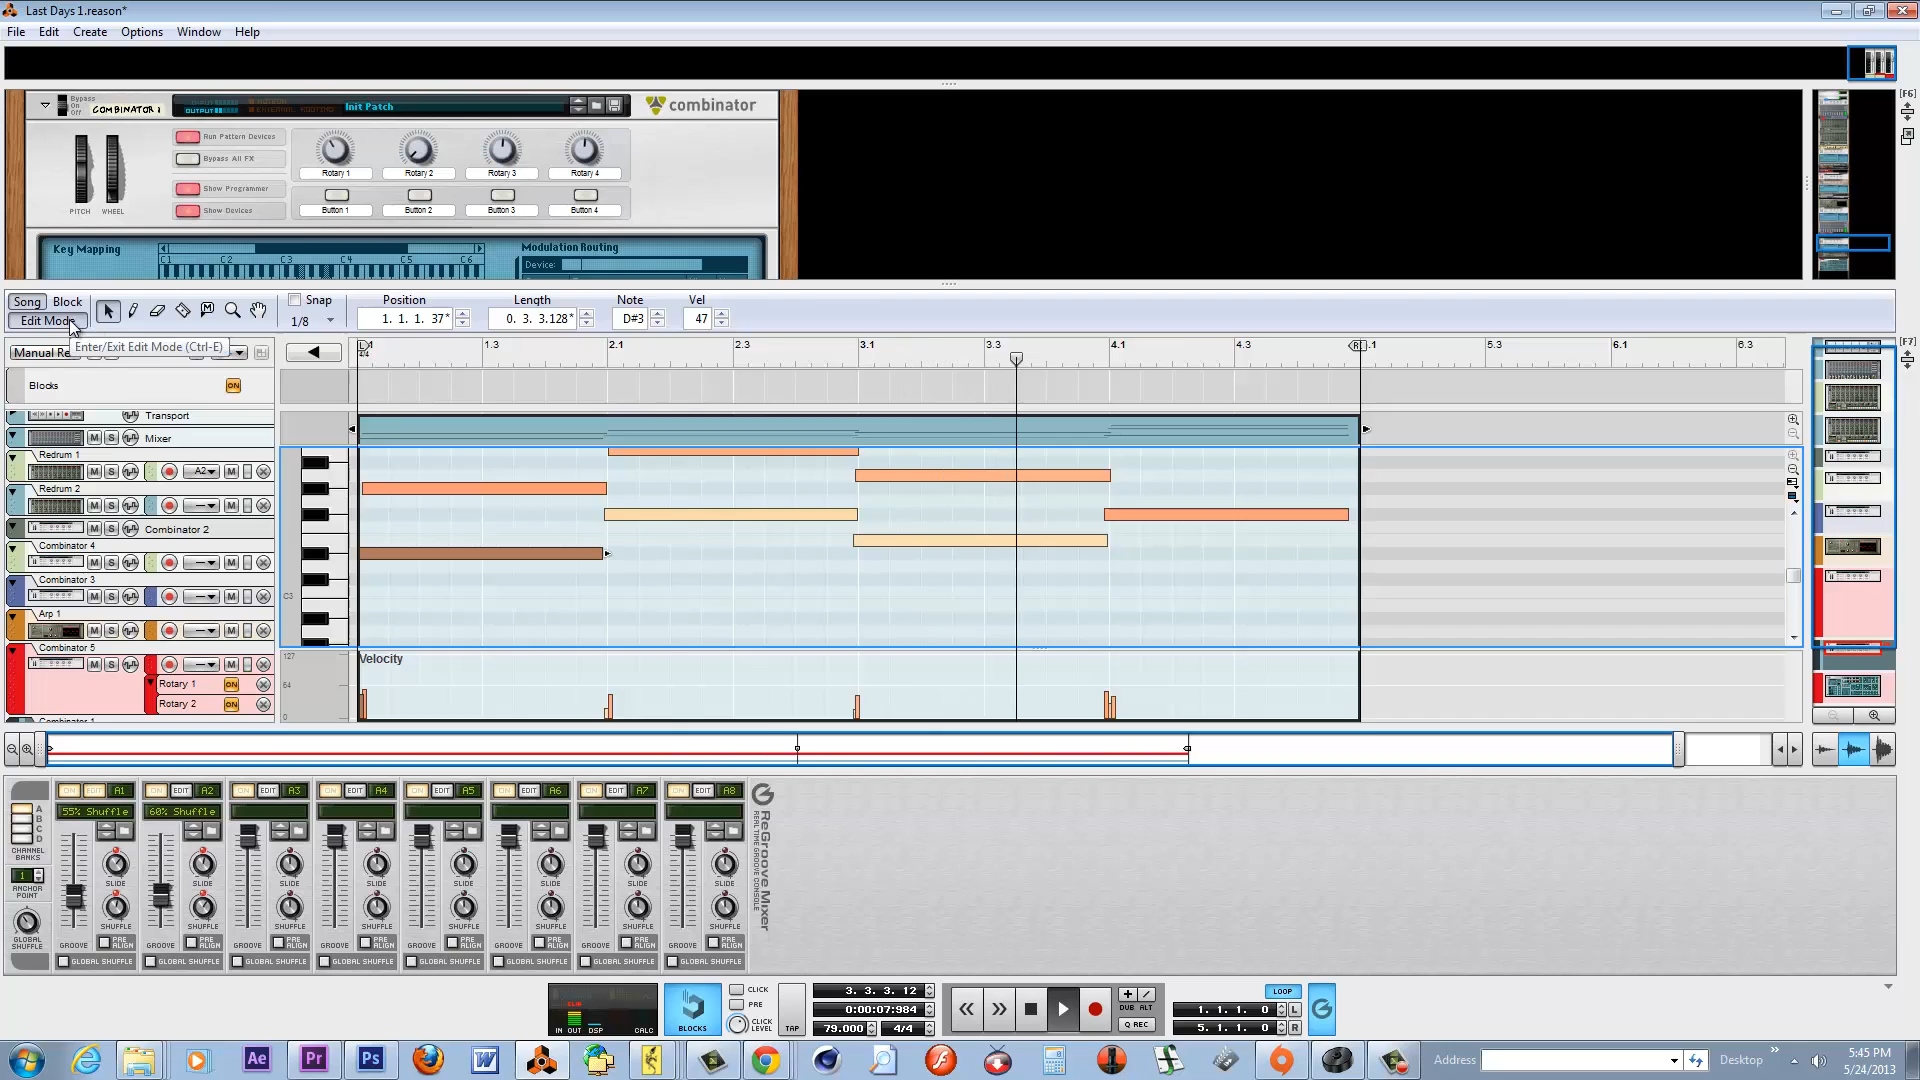 Last Days 1.reason*
File Edit Create Options Window Help
Bypass
On
Off
COMBINATOR 1
Init Patch
combinator
Run Pattern Devices
Bypass All FX
Show Programmer
Show Devices
PITCH WHEEL
Rotary 1 Rotary 2 Rotary 3 Rotary 4
Button 1 Button 2 Button 3 Button 4
Key Mapping
C1 C2 C3 C4 C5 C6
Modulation Routing
Device:
[F6]
Song Block
Edit Mode
Snap
1/8
Position Length Note Vel
1. 1. 1. 37* 0. 3. 3.128* D#3 47
Enter/Exit Edit Mode (Ctrl-E)
Manual Re
[F7]
L 4/4 1.3 2.1 2.3 3.1 3.3 4.1 4.3 R .1 5.3 6.1 6.3
Blocks ON
Transport
Mixer M S
Redrum 1
M S A2 M
Redrum 2
M S M
Combinator 2 M S
Combinator 4
M S M
Combinator 3
M S M
Arp 1
M S M
Combinator 5
M S M
Rotary 1 ON
Rotary 2 ON
C3
Velocity
127
64
0
ON EDIT A1 ON EDIT A2 ON EDIT A3 ON EDIT A4 ON EDIT A5 ON EDIT A6 ON EDIT A7 ON EDIT A8
55% Shuffle 60% Shuffle
A
B
C
D
CHANNEL BANKS
1
ANCHOR POINT
GLOBAL SHUFFLE
SLIDE SLIDE SLIDE SLIDE SLIDE SLIDE SLIDE SLIDE
SHUFFLE SHUFFLE SHUFFLE SHUFFLE SHUFFLE SHUFFLE SHUFFLE SHUFFLE
GROOVE PRE ALIGN GROOVE PRE ALIGN GROOVE PRE ALIGN GROOVE PRE ALIGN GROOVE PRE ALIGN GROOVE PRE ALIGN GROOVE PRE ALIGN GROOVE PRE ALIGN
GLOBAL SHUFFLE GLOBAL SHUFFLE GLOBAL SHUFFLE GLOBAL SHUFFLE GLOBAL SHUFFLE GLOBAL SHUFFLE GLOBAL SHUFFLE GLOBAL SHUFFLE
ReGroove Mixer
REAL TIME GROOVE CONSOLE
IN OUT DSP CALC
BLOCKS
CLICK
PRE
CLICK LEVEL
TAP
3. 3. 3. 12
0:00:07:984
79.000 4/4
DUB ALT
Q REC
LOOP
1. 1. 1. 0 L
5. 1. 1. 0 R
Ae Pr Ps W
Address
Desktop
5:45 PM
5/24/2013